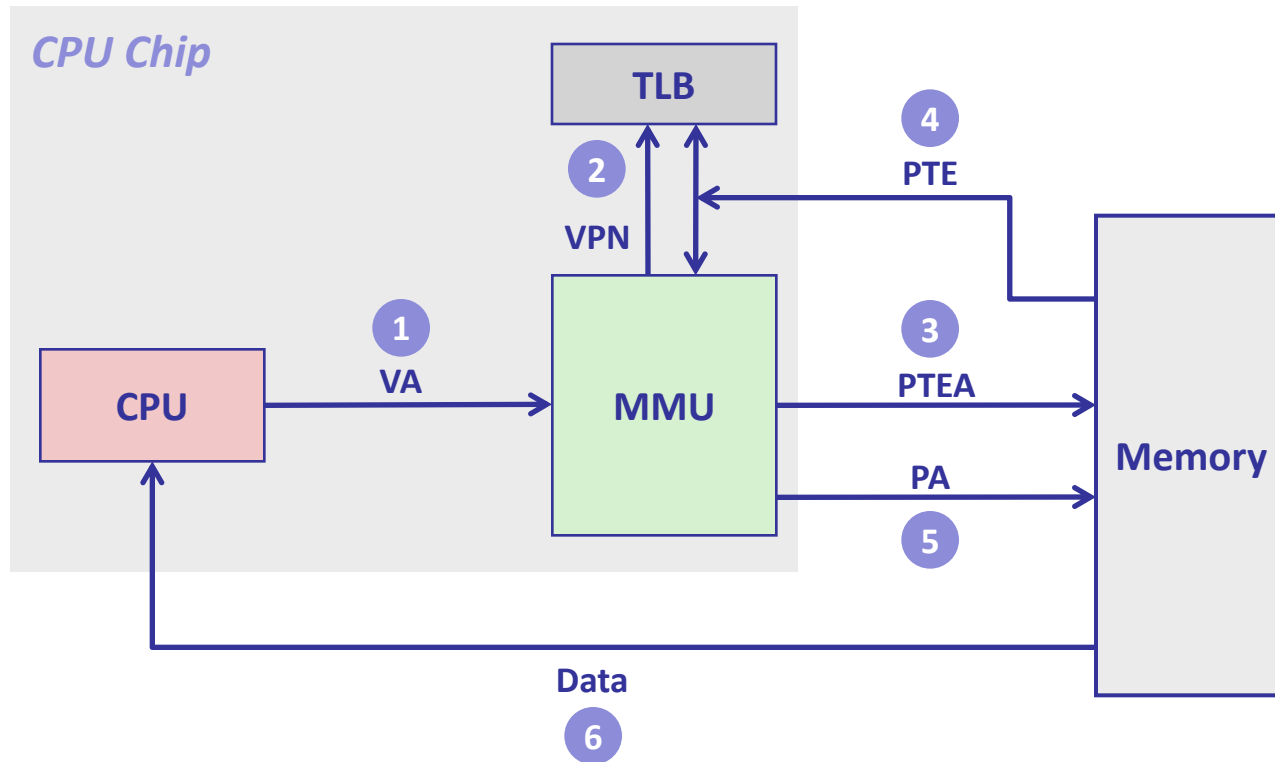 CPU Chip
TLB
4
2
PTE
VPN
1
3
VA
PTEA
CPU
MMU
Memory
PA
5
Data
6